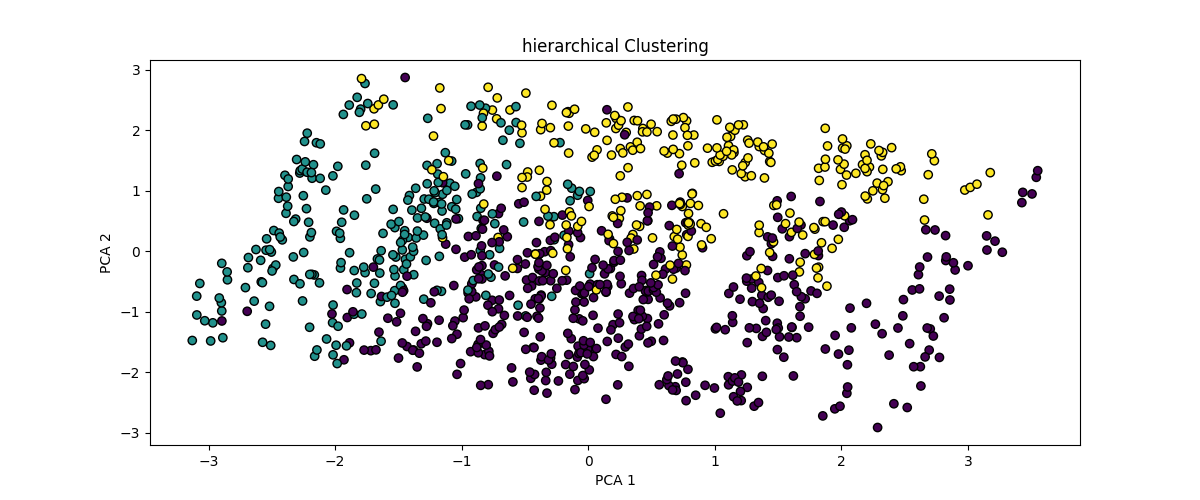 hierarchical Clustering
PCA 2
3
2
1
0
−1
−2
−3
−3 −2 −1 0 1 2 3
PCA 1